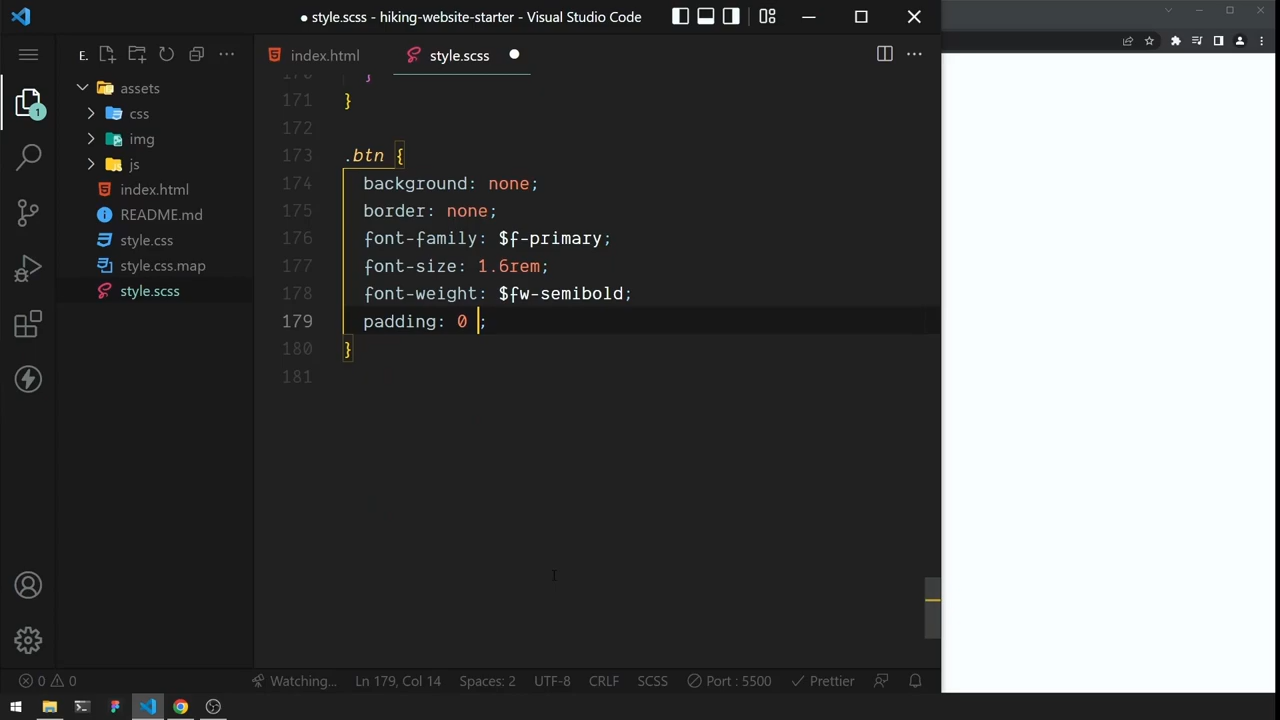 style.scss - hiking-website-starter - Visual Studio Code
E.
index.html
style.scss
assets
css
img
js
index.html
README.md
style.css
style.css.map
style.scss
1
171 }
172
173 .btn {
174 background: none;
175 border: none;
176 font-family: $f-primary;
177 font-size: 1.6rem;
178 font-weight: $fw-semibold;
179 padding: 0 ;
180 }
181
0 0 Watching... Ln 179, Col 14 Spaces: 2 UTF-8 CRLF SCSS Port : 5500 Prettier